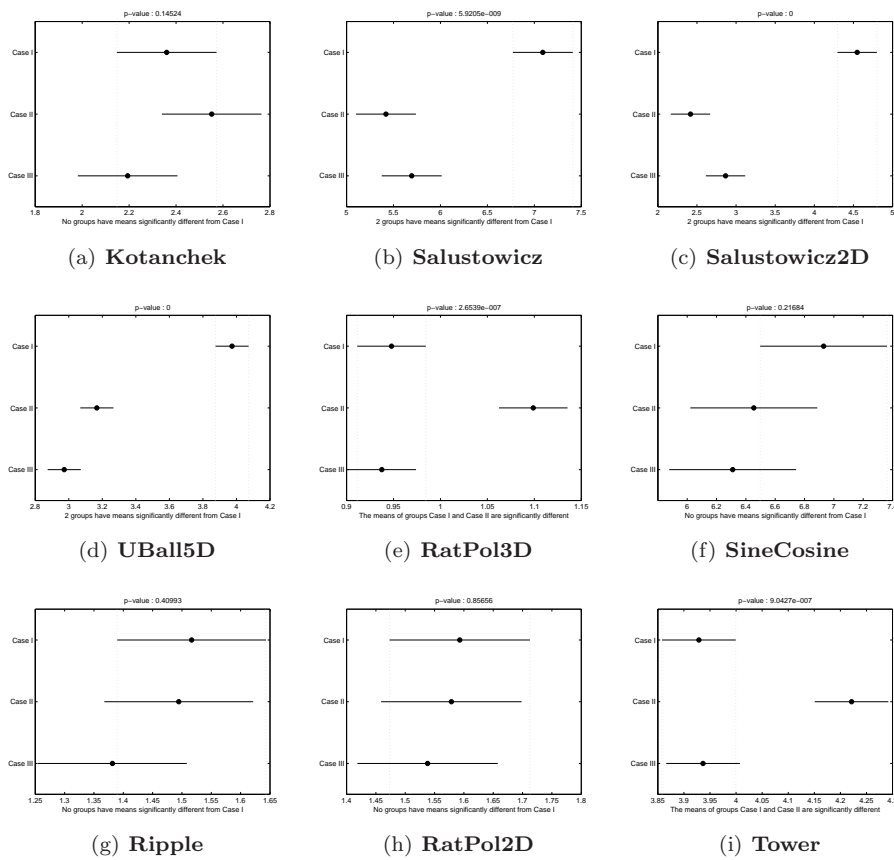 p-value : 0.14524
Case I
Case II
Case III
1.8 2 2.2 2.4 2.6 2.8
No groups have means significantly different from Case I
(a) Kotanchek
p-value : 5.9205e-009
Case I
Case II
Case III
5 5.5 6 6.5 7 7.5
2 groups have means significantly different from Case I
(b) Salustowicz
p-value : 0
Case I
Case II
Case III
2 2.5 3 3.5 4 4.5 5
2 groups have means significantly different from Case I
(c) Salustowicz2D
p-value : 0
Case I
Case II
Case III
2.8 3 3.2 3.4 3.6 3.8 4 4.2
2 groups have means significantly different from Case I
(d) UBall5D
p-value : 2.6539e-007
Case I
Case II
Case III
0.9 0.95 1 1.05 1.1 1.15
The means of groups Case I and Case II are significantly different
(e) RatPol3D
p-value : 0.21684
Case I
Case II
Case III
6 6.2 6.4 6.6 6.8 7 7.2 7.4
No groups have means significantly different from Case I
(f) SineCosine
p-value : 0.40993
Case I
Case II
Case III
1.25 1.3 1.35 1.4 1.45 1.5 1.55 1.6 1.65
No groups have means significantly different from Case I
(g) Ripple
p-value : 0.85656
Case I
Case II
Case III
1.4 1.45 1.5 1.55 1.6 1.65 1.7 1.75 1.8
No groups have means significantly different from Case I
(h) RatPol2D
p-value : 9.0427e-007
Case I
Case II
Case III
3.85 3.9 3.95 4 4.05 4.1 4.15 4.2 4.25
The means of groups Case I and Case II are significantly different
(i) Tower